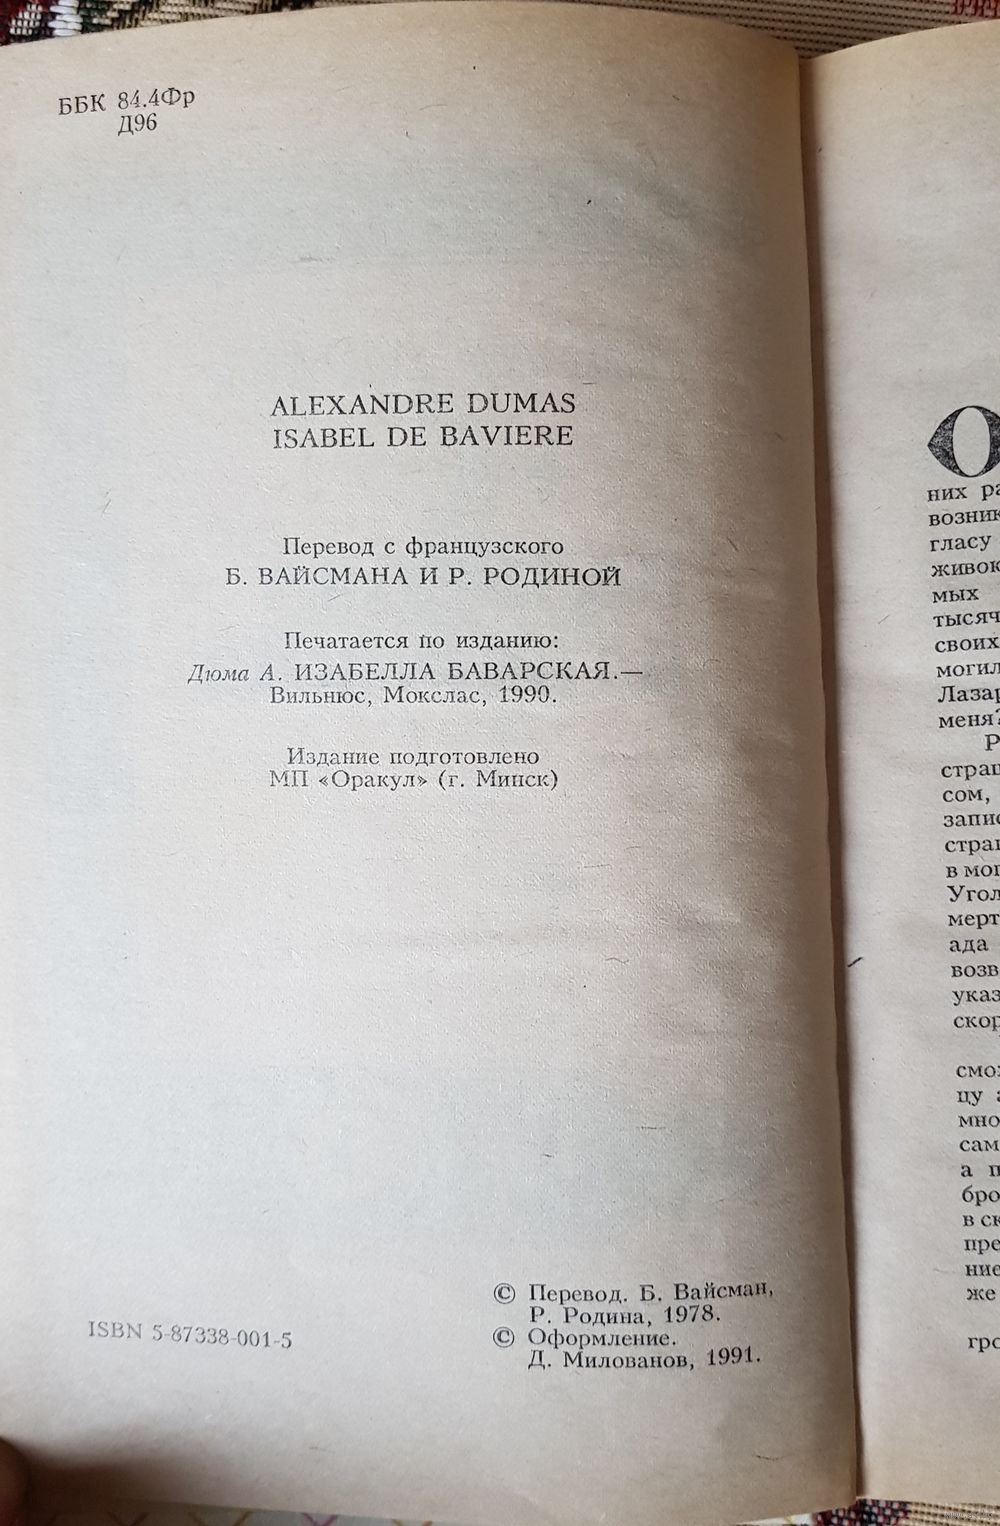 ББК 84.4Фр
Д96
ALEXANDRE DUMAS
ISABEL DE BAVIERE
Перевод с французского
Б. ВАЙСМАНА И Р. РОДИНОЙ
Печатается по изданию:
Дюма А. ИЗАБЕЛЛА БАВАРСКАЯ.—
Вильнюс, Мокслас, 1990.
Издание подготовлено
МП «Оракул» (г. Минск)
ISBN 5-87338-001-5
© Перевод. Б. Вайсман,
Р. Родина, 1978.
© Оформление.
Д. Милованов, 1991.
О
них
гласу
мых
своих
меня?
сом,
ада
цу
а
же